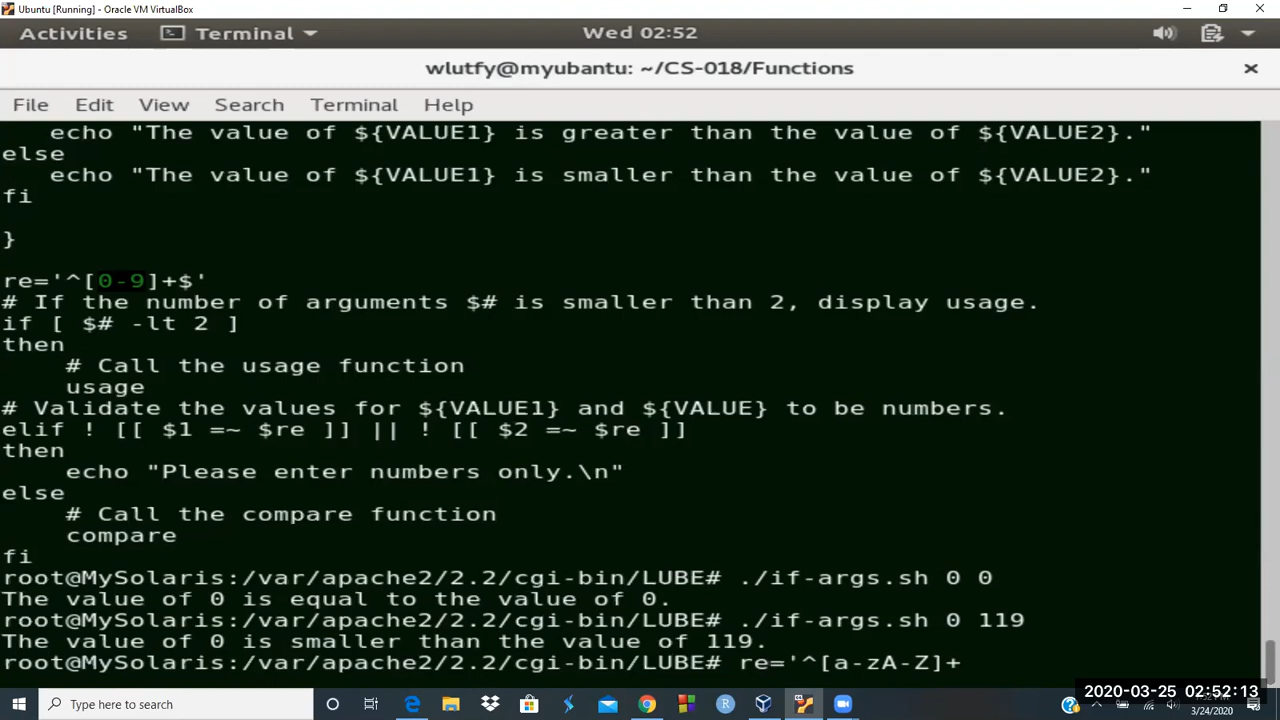 Ubuntu [Running] - Oracle VM VirtualBox
Activities Terminal Wed 02:52
wlutfy@myubantu: ~/CS-018/Functions
File Edit View Search Terminal Help
   echo "The value of ${VALUE1} is greater than the value of ${VALUE2}."
else
   echo "The value of ${VALUE1} is smaller than the value of ${VALUE2}."
fi
}
re='^[0-9]+$'
# If the number of arguments $# is smaller than 2, display usage.
if [ $# -lt 2 ]
then
    # Call the usage function
    usage
# Validate the values for ${VALUE1} and ${VALUE} to be numbers.
elif ! [[ $1 =~ $re ]] || ! [[ $2 =~ $re ]]
then
    echo "Please enter numbers only.\n"
else
    # Call the compare function
    compare
fi
root@MySolaris:/var/apache2/2.2/cgi-bin/LUBE# ./if-args.sh 0 0
The value of 0 is equal to the value of 0.
root@MySolaris:/var/apache2/2.2/cgi-bin/LUBE# ./if-args.sh 0 119
The value of 0 is smaller than the value of 119.
root@MySolaris:/var/apache2/2.2/cgi-bin/LUBE# re='^[a-zA-Z]+
Type here to search
2020-03-25 02:52:13
3/24/2020